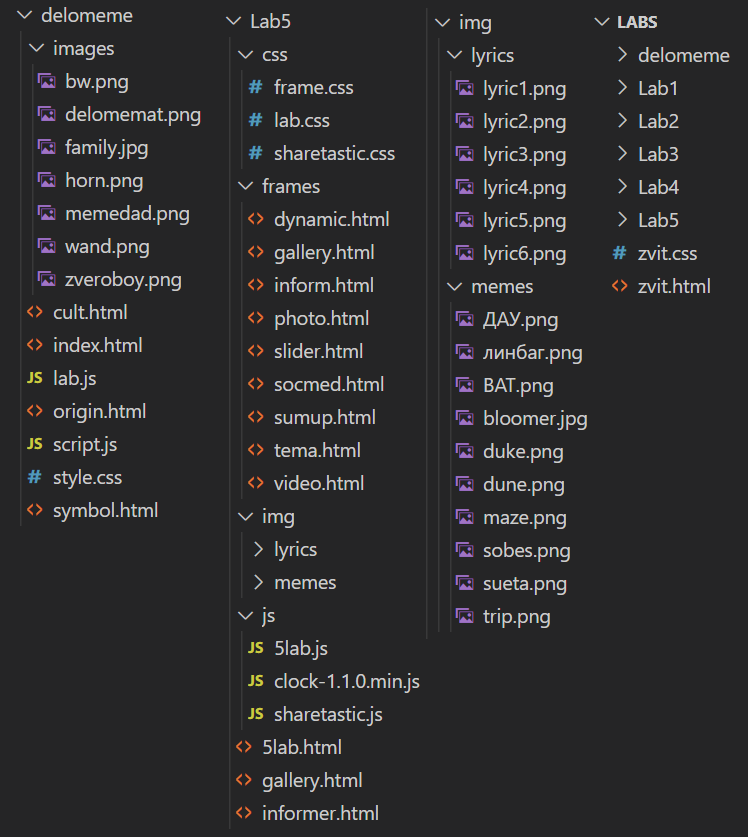 delomeme
images
bw.png
delomemat.png
family.jpg
horn.png
memedad.png
wand.png
zveroboy.png
cult.html
index.html
JS lab.js
origin.html
JS script.js
# style.css
symbol.html
Lab5
css
# frame.css
# lab.css
# sharetastic.css
frames
dynamic.html
gallery.html
inform.html
photo.html
slider.html
socmed.html
sumup.html
tema.html
video.html
img
lyrics
memes
js
JS 5lab.js
JS clock-1.1.0.min.js
JS sharetastic.js
5lab.html
gallery.html
informer.html
img
lyrics
lyric1.png
lyric2.png
lyric3.png
lyric4.png
lyric5.png
lyric6.png
memes
ДАУ.png
линбаг.png
BAT.png
bloomer.jpg
duke.png
dune.png
maze.png
sobes.png
sueta.png
trip.png
LABS
delomeme
Lab1
Lab2
Lab3
Lab4
Lab5
# zvit.css
zvit.html